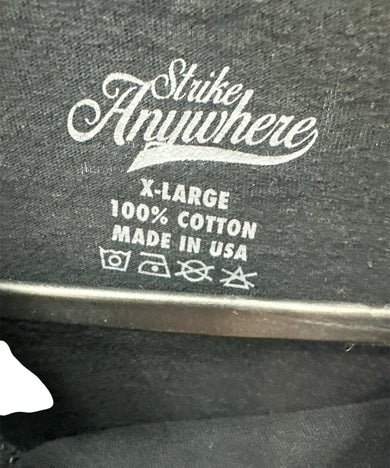 Strike
Anywhere
X-LARGE
100% COTTON
MADE IN USA